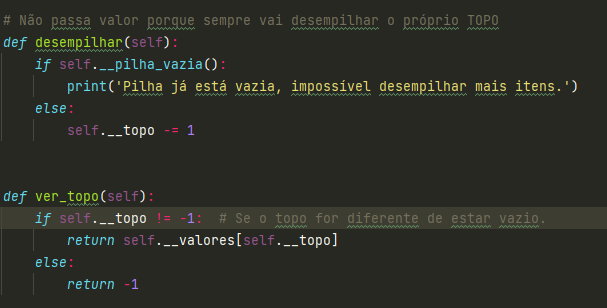 # Não passa valor porque sempre vai desempilhar o próprio TOPO
def desempilhar(self):
    if self.__pilha_vazia():
        print('Pilha já está vazia, impossível desempilhar mais itens.')
    else:
        self.__topo -= 1
def ver_topo(self):
    if self.__topo != -1:  # Se o topo for diferente de estar vazio.
        return self.__valores[self.__topo]
    else:
        return -1